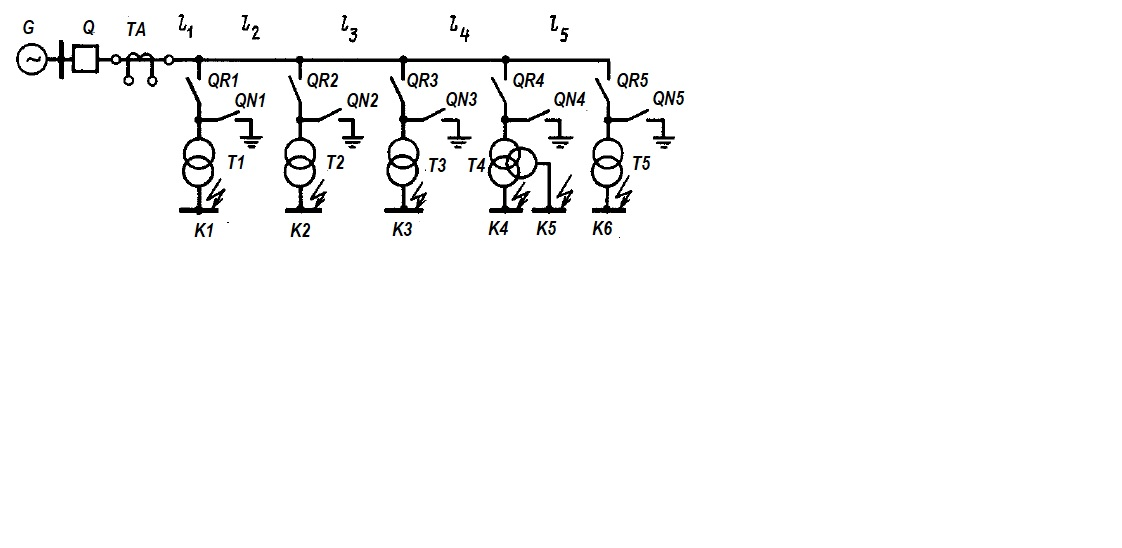 G Q TA l1 l2 l3 l4 l5
QR1 QR2 QR3 QR4 QR5
QN1 QN2 QN3 QN4 QN5
T1 T2 T3 T4 T5
K1 K2 K3 K4 K5 K6